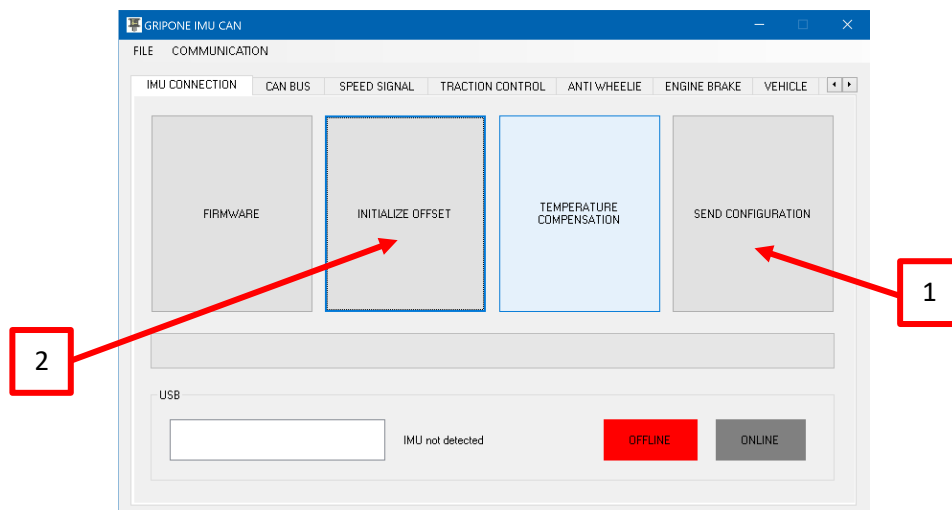 GRIPONE IMU CAN
FILE COMMUNICATION
IMU CONNECTION CAN BUS SPEED SIGNAL TRACTION CONTROL ANTI WHEELIE ENGINE BRAKE VEHICLE
FIRMWARE INITIALIZE OFFSET TEMPERATURE
COMPENSATION SEND CONFIGURATION
1
2
USB
IMU not detected OFFLINE ONLINE